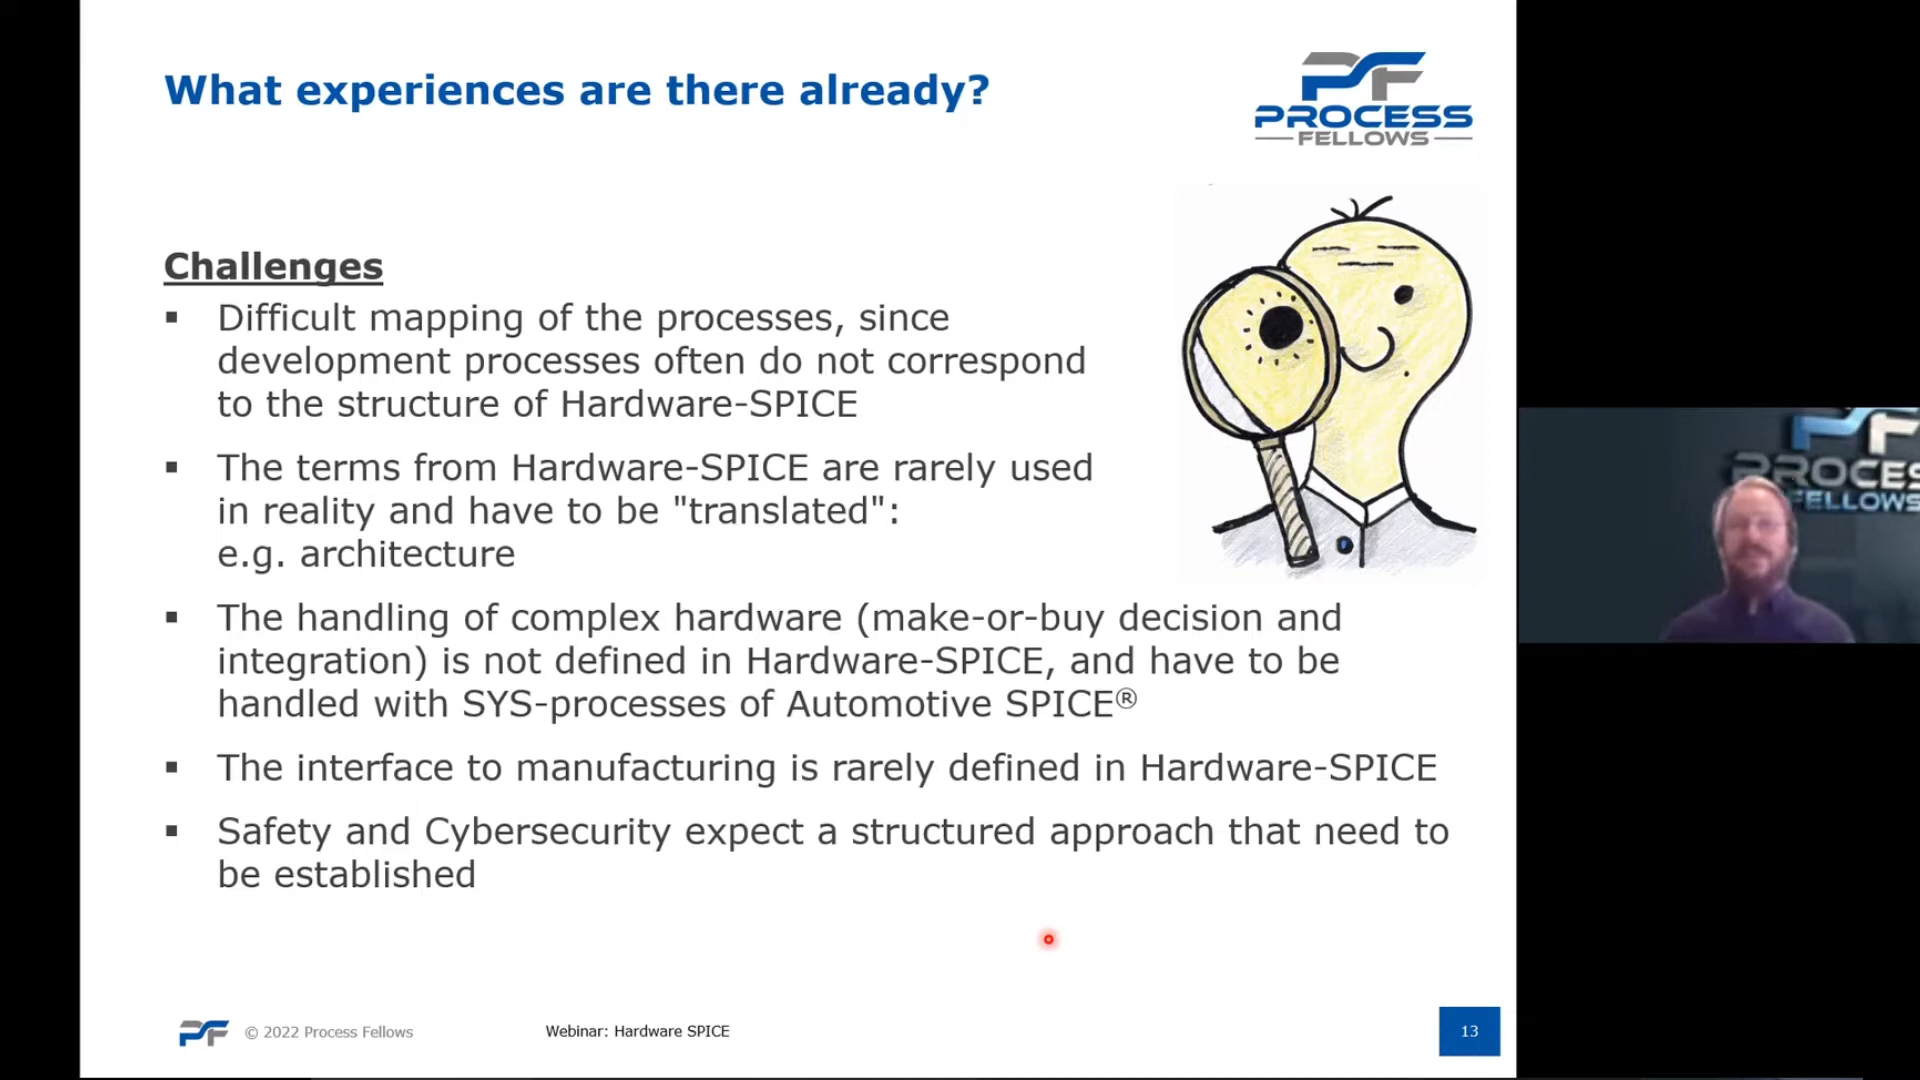 What experiences are there already?
PF
PROCESS
FELLOWS
Challenges
▪ Difficult mapping of the processes, since
development processes often do not correspond
to the structure of Hardware-SPICE
▪ The terms from Hardware-SPICE are rarely used
in reality and have to be "translated":
e.g. architecture
▪ The handling of complex hardware (make-or-buy decision and
integration) is not defined in Hardware-SPICE, and have to be
handled with SYS-processes of Automotive SPICE®
▪ The interface to manufacturing is rarely defined in Hardware-SPICE
▪ Safety and Cybersecurity expect a structured approach that need to
be established
PF
PROCES
FELLOWS
PF © 2022 Process Fellows
Webinar: Hardware SPICE
13